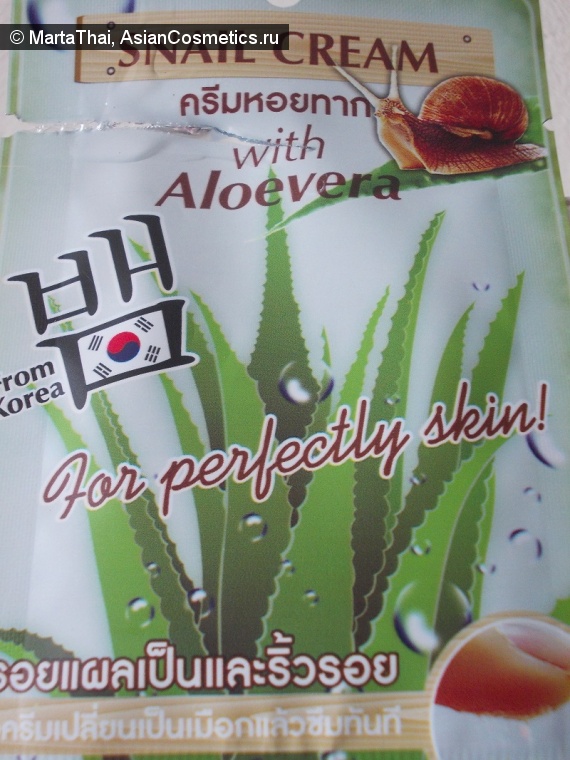 © MartaThai, AsianCosmetics.ru
SNAIL CREAM
ครีมหอยทาก
with
Aloevera
뱀
from
Korea
For perfectly skin!
รอยแผลเป็นและริ้วรอย
ครีมเปลี่ยนเป็นเมือกแล้วซึมทันที